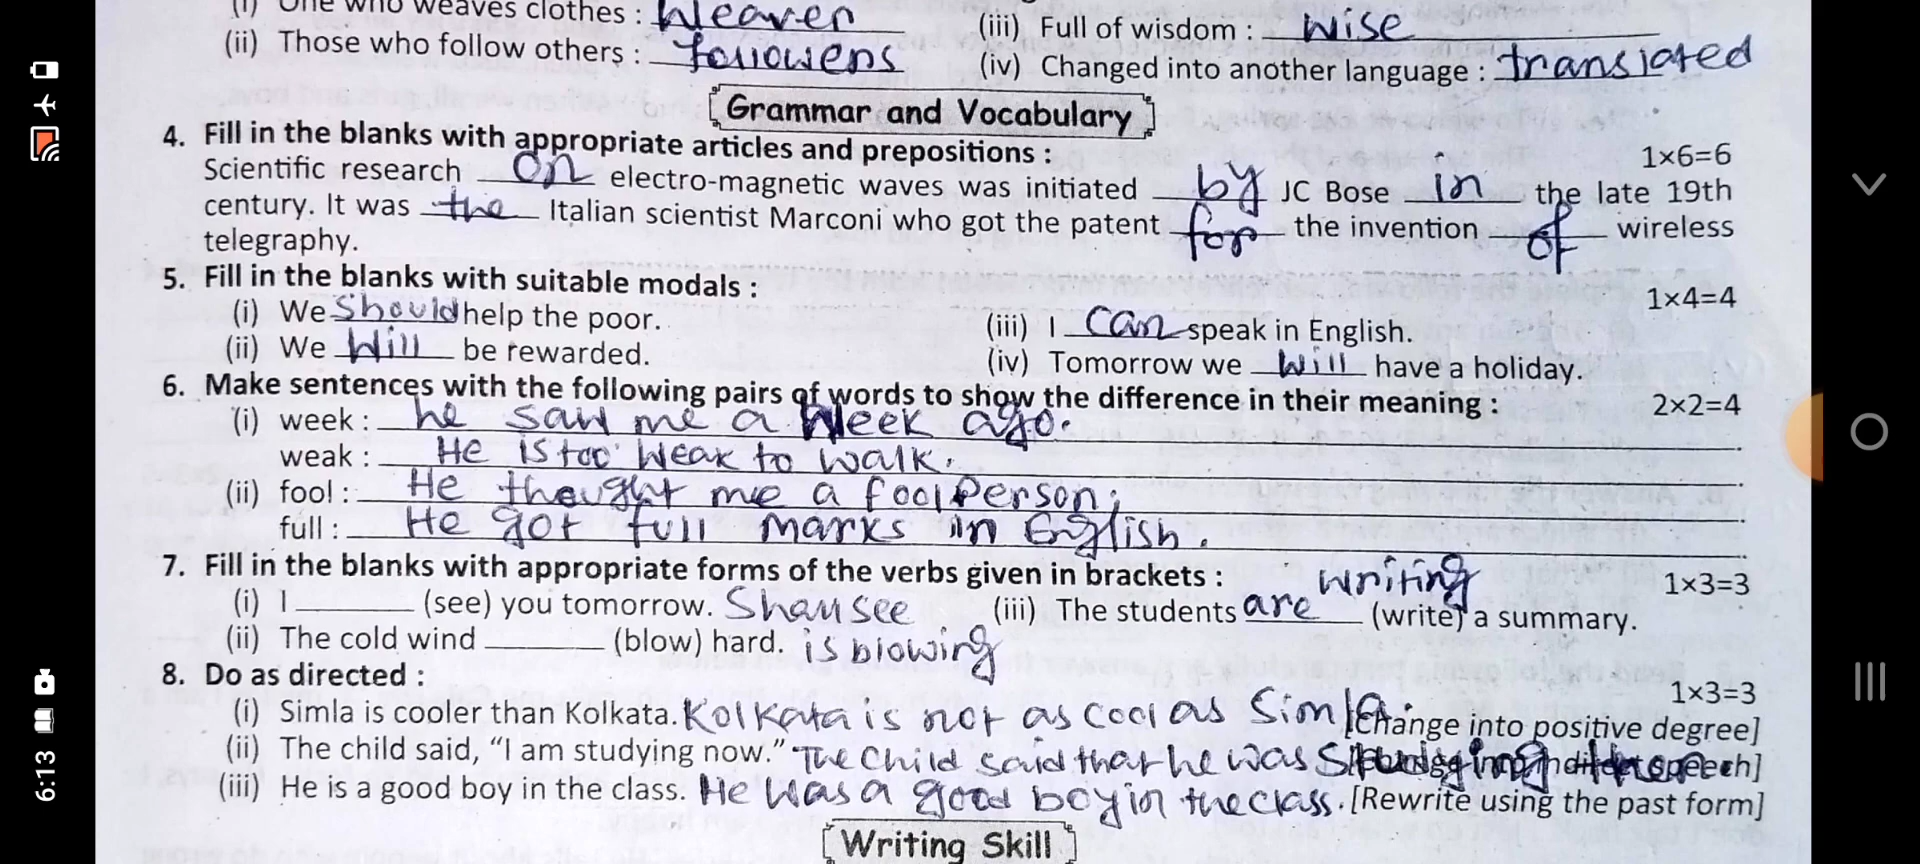 (i) One who weaves clothes : Weaver (iii) Full of wisdom : Wise
(ii) Those who follow others : followers (iv) Changed into another language : translated
Grammar and Vocabulary
4. Fill in the blanks with appropriate articles and prepositions : 1×6=6
Scientific research on electro-magnetic waves was initiated by JC Bose in the late 19th
century. It was the Italian scientist Marconi who got the patent for the invention of wireless
telegraphy.
5. Fill in the blanks with suitable modals : 1×4=4
(i) We Should help the poor. (iii) I can speak in English.
(ii) We Will be rewarded. (iv) Tomorrow we will have a holiday.
6. Make sentences with the following pairs of words to show the difference in their meaning : 2×2=4
(i) week : he saw me a Week ago.
weak : He is too weak to walk.
(ii) fool : He thought me a fool Person.
full : He got full marks in English.
7. Fill in the blanks with appropriate forms of the verbs given in brackets : 1×3=3
(i) I ______ (see) you tomorrow. Shall see (iii) The students are writing (write) a summary.
(ii) The cold wind ______ (blow) hard. is blowing
8. Do as directed : 1×3=3
(i) Simla is cooler than Kolkata. Kolkata is not as cool as Simla. [Change into positive degree]
(ii) The child said, “I am studying now.” The Child said that he was Studying then speech]
(iii) He is a good boy in the class. He was a good boy in the class. [Rewrite using the past form]
Writing Skill
6:13